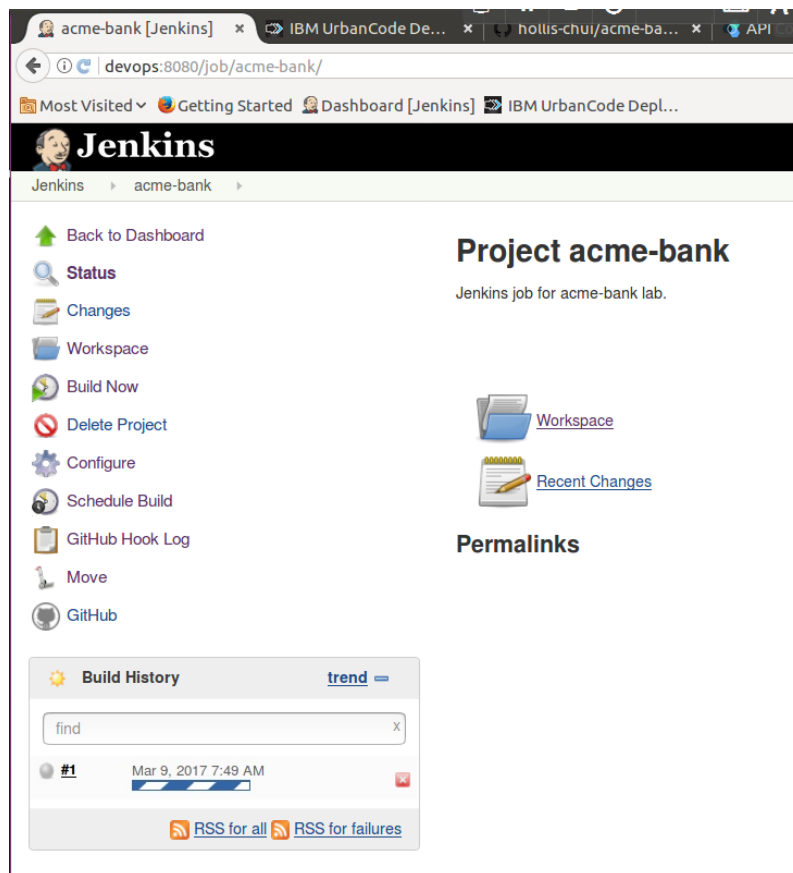 acme-bank [Jenkins] × IBM UrbanCode De... × hollis-chui/acme-ba... × API
devops:8080/job/acme-bank/
Most Visited Getting Started Dashboard [Jenkins] IBM UrbanCode Depl...
Jenkins
Jenkins acme-bank
Back to Dashboard
Status
Changes
Workspace
Build Now
Delete Project
Configure
Schedule Build
GitHub Hook Log
Move
GitHub
Project acme-bank
Jenkins job for acme-bank lab.
Workspace
Recent Changes
Permalinks
Build History trend
find x
#1 Mar 9, 2017 7:49 AM
RSS for all RSS for failures